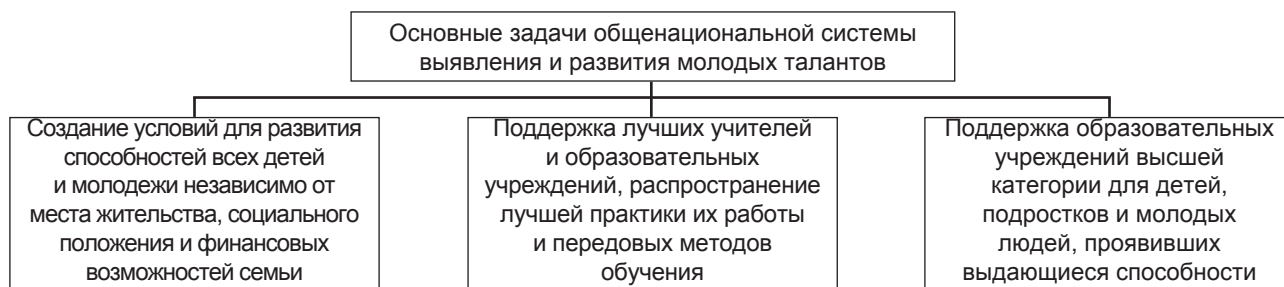 Основные задачи общенациональной системы
выявления и развития молодых талантов
Создание условий для развития
способностей всех детей
и молодежи независимо от
места жительства, социального
положения и финансовых
возможностей семьи
Поддержка лучших учителей
и образовательных
учреждений, распространение
лучшей практики их работы
и передовых методов
обучения
Поддержка образовательных
учреждений высшей
категории для детей,
подростков и молодых
людей, проявивших
выдающиеся способности